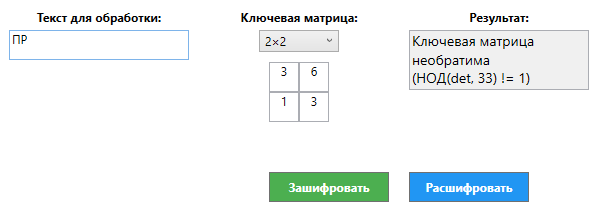 Текст для обработки:
Ключевая матрица:
Результат:
ПР
2×2
3 6
1 3
Ключевая матрица
необратима
(НОД(det, 33) != 1)
Зашифровать
Расшифровать